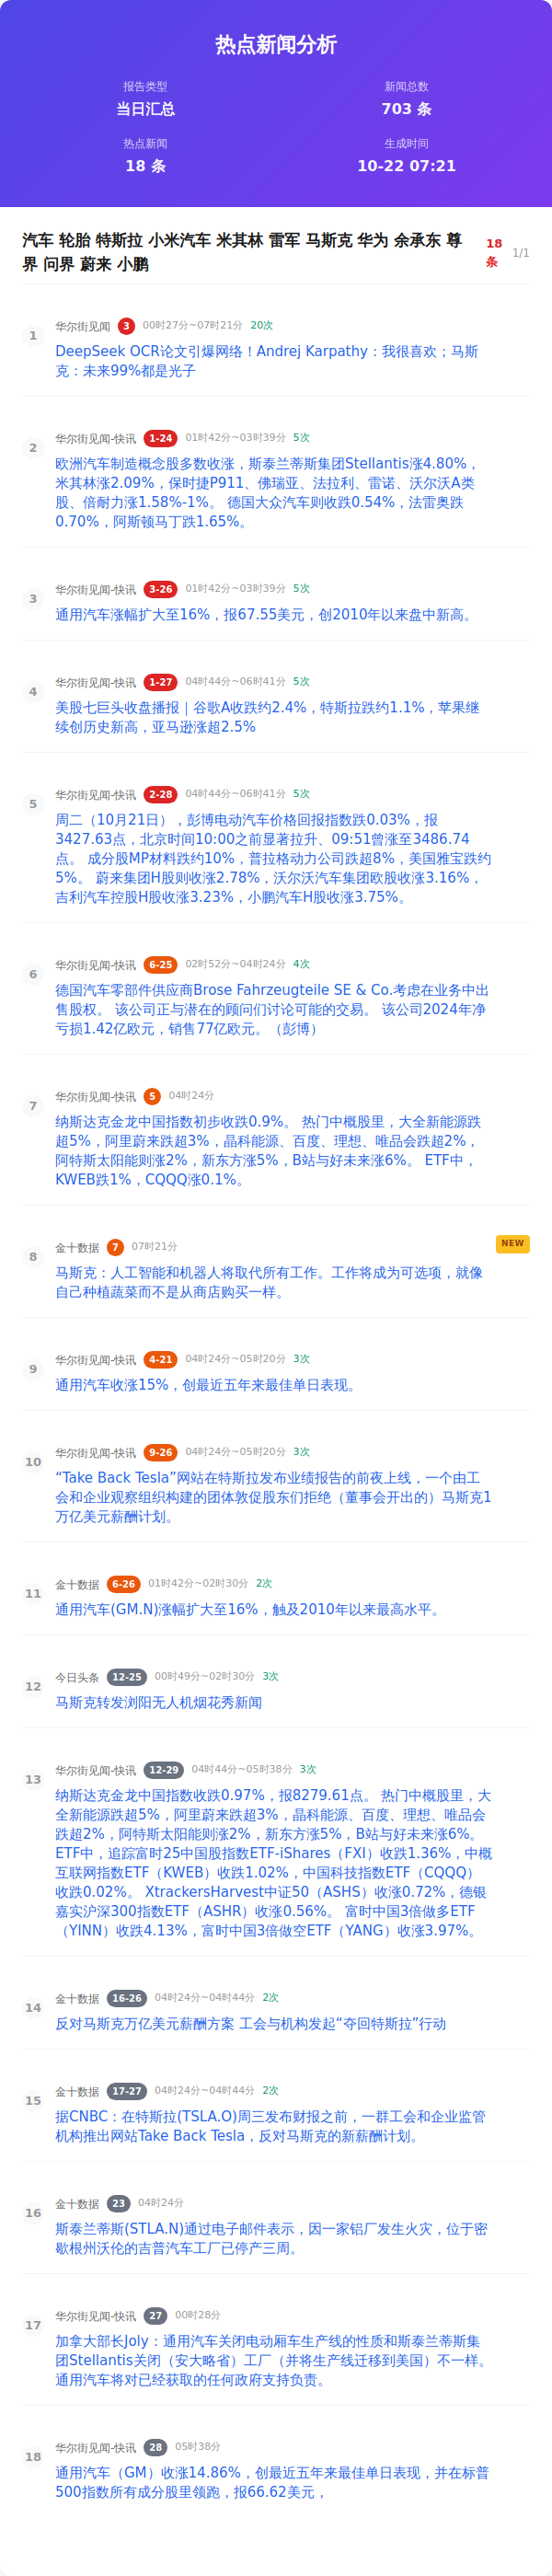 热点新闻分析
报告类型
当日汇总
新闻总数
703 条
热点新闻
18 条
生成时间
10-22 07:21
汽车 轮胎 特斯拉 小米汽车 米其林 雷军 马斯克 华为 余承东 尊
界 问界 蔚来 小鹏
18
条
1/1
1
华尔街见闻 3 00时27分~07时21分 20次
DeepSeek OCR论文引爆网络！Andrej Karpathy：我很喜欢；马斯
克：未来99%都是光子
2
华尔街见闻-快讯 1-24 01时42分~03时39分 5次
欧洲汽车制造概念股多数收涨，斯泰兰蒂斯集团Stellantis涨4.80%，
米其林涨2.09%，保时捷P911、佛瑞亚、法拉利、雷诺、沃尔沃A类
股、倍耐力涨1.58%-1%。 德国大众汽车则收跌0.54%，法雷奥跌
0.70%，阿斯顿马丁跌1.65%。
3
华尔街见闻-快讯 3-26 01时42分~03时39分 5次
通用汽车涨幅扩大至16%，报67.55美元，创2010年以来盘中新高。
4
华尔街见闻-快讯 1-27 04时44分~06时41分 5次
美股七巨头收盘播报｜谷歌A收跌约2.4%，特斯拉跌约1.1%，苹果继
续创历史新高，亚马逊涨超2.5%
5
华尔街见闻-快讯 2-28 04时44分~06时41分 5次
周二（10月21日），彭博电动汽车价格回报指数跌0.03%，报
3427.63点，北京时间10:00之前显著拉升、09:51曾涨至3486.74
点。 成分股MP材料跌约10%，普拉格动力公司跌超8%，美国雅宝跌约
5%。 蔚来集团H股则收涨2.78%，沃尔沃汽车集团欧股收涨3.16%，
吉利汽车控股H股收涨3.23%，小鹏汽车H股收涨3.75%。
6
华尔街见闻-快讯 6-25 02时52分~04时24分 4次
德国汽车零部件供应商Brose Fahrzeugteile SE & Co.考虑在业务中出
售股权。 该公司正与潜在的顾问们讨论可能的交易。 该公司2024年净
亏损1.42亿欧元，销售77亿欧元。（彭博）
7
华尔街见闻-快讯 5 04时24分
纳斯达克金龙中国指数初步收跌0.9%。 热门中概股里，大全新能源跌
超5%，阿里蔚来跌超3%，晶科能源、百度、理想、唯品会跌超2%，
阿特斯太阳能则涨2%，新东方涨5%，B站与好未来涨6%。 ETF中，
KWEB跌1%，CQQQ涨0.1%。
8
金十数据 7 07时21分
NEW
马斯克：人工智能和机器人将取代所有工作。工作将成为可选项，就像
自己种植蔬菜而不是从商店购买一样。
9
华尔街见闻-快讯 4-21 04时24分~05时20分 3次
通用汽车收涨15%，创最近五年来最佳单日表现。
10
华尔街见闻-快讯 9-26 04时24分~05时20分 3次
“Take Back Tesla”网站在特斯拉发布业绩报告的前夜上线，一个由工
会和企业观察组织构建的团体敦促股东们拒绝（董事会开出的）马斯克1
万亿美元薪酬计划。
11
金十数据 6-26 01时42分~02时30分 2次
通用汽车(GM.N)涨幅扩大至16%，触及2010年以来最高水平。
12
今日头条 12-25 00时49分~02时30分 3次
马斯克转发浏阳无人机烟花秀新闻
13
华尔街见闻-快讯 12-29 04时44分~05时38分 3次
纳斯达克金龙中国指数收跌0.97%，报8279.61点。 热门中概股里，大
全新能源跌超5%，阿里蔚来跌超3%，晶科能源、百度、理想、唯品会
跌超2%，阿特斯太阳能则涨2%，新东方涨5%，B站与好未来涨6%。
ETF中，追踪富时25中国股指数ETF-iShares（FXI）收跌1.36%，中概
互联网指数ETF（KWEB）收跌1.02%，中国科技指数ETF（CQQQ）
收跌0.02%。 XtrackersHarvest中证50（ASHS）收涨0.72%，德银
嘉实沪深300指数ETF（ASHR）收涨0.56%。 富时中国3倍做多ETF
（YINN）收跌4.13%，富时中国3倍做空ETF（YANG）收涨3.97%。
14
金十数据 16-26 04时24分~04时44分 2次
反对马斯克万亿美元薪酬方案 工会与机构发起“夺回特斯拉”行动
15
金十数据 17-27 04时24分~04时44分 2次
据CNBC：在特斯拉(TSLA.O)周三发布财报之前，一群工会和企业监管
机构推出网站Take Back Tesla，反对马斯克的新薪酬计划。
16
金十数据 23 04时24分
斯泰兰蒂斯(STLA.N)通过电子邮件表示，因一家铝厂发生火灾，位于密
歇根州沃伦的吉普汽车工厂已停产三周。
17
华尔街见闻-快讯 27 00时28分
加拿大部长Joly：通用汽车关闭电动厢车生产线的性质和斯泰兰蒂斯集
团Stellantis关闭（安大略省）工厂（并将生产线迁移到美国）不一样。
通用汽车将对已经获取的任何政府支持负责。
18
华尔街见闻-快讯 28 05时38分
通用汽车（GM）收涨14.86%，创最近五年来最佳单日表现，并在标普
500指数所有成分股里领跑，报66.62美元，